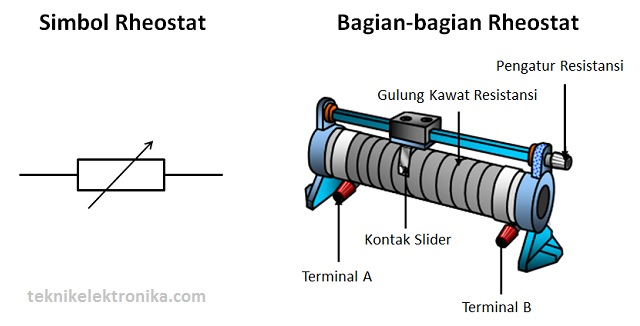 Simbol Rheostat
Bagian-bagian Rheostat
Pengatur Resistansi
Gulung Kawat Resistansi
Kontak Slider
Terminal A
Terminal B
teknikelektronika.com